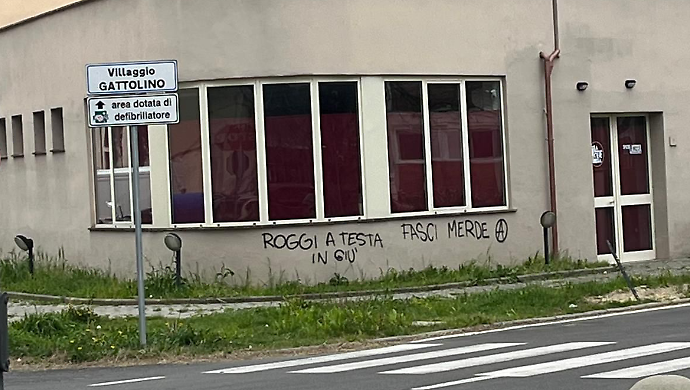 Villaggio
GATTOLINO
area dotata di
defibrillatore
ROGGI A TESTA
IN GIU'
FASCI MERDE Ⓐ